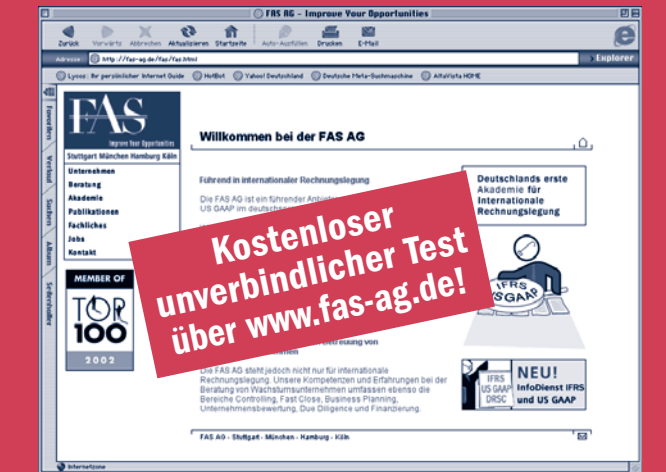 FAS AG - Improve Your Opportunities
Zurück Vorwärts Abbrechen Aktualisieren Startseite Auto-Ausfüllen Drucken E-Mail
Adresse: http://fas-ag.de/fas/fas.html Explorer
Lycos: Ihr persönlicher Internet Guide HotBot Yahoo! Deutschland Deutsche Meta-Suchmaschine AltaVista HOME
Favoriten
Verlauf
Suchen
Album
Seitenhalter
FAS
Improve Your Opportunities
Stuttgart München Hamburg Köln
Unternehmen
Beratung
Akademie
Publikationen
Fachliches
Jobs
Kontakt
MEMBER OF
TOP
100
2002
Willkommen bei der FAS AG
Führend in internationaler Rechnungslegung
Die FAS AG ist ein führender
US GAAP im
Kostenloser
unverbindlicher Test
über www.fas-ag.de!
von
Die FAS AG steht jedoch nicht nur für internationale
Rechnungslegung. Unsere Kompetenzen und Erfahrungen bei der
Beratung von Wachstumsunternehmen umfassen ebenso die
Bereiche Controlling, Fast Close, Business Planning,
Unternehmensbewertung, Due Diligence und Finanzierung.
FAS AG - Stuttgart - München - Hamburg - Köln
Deutschlands erste
Akademie für
Internationale
Rechnungslegung
IFRS
US GAAP
IFRS
US GAAP
DRSC
NEU!
InfoDienst IFRS
und US GAAP
Internetzone